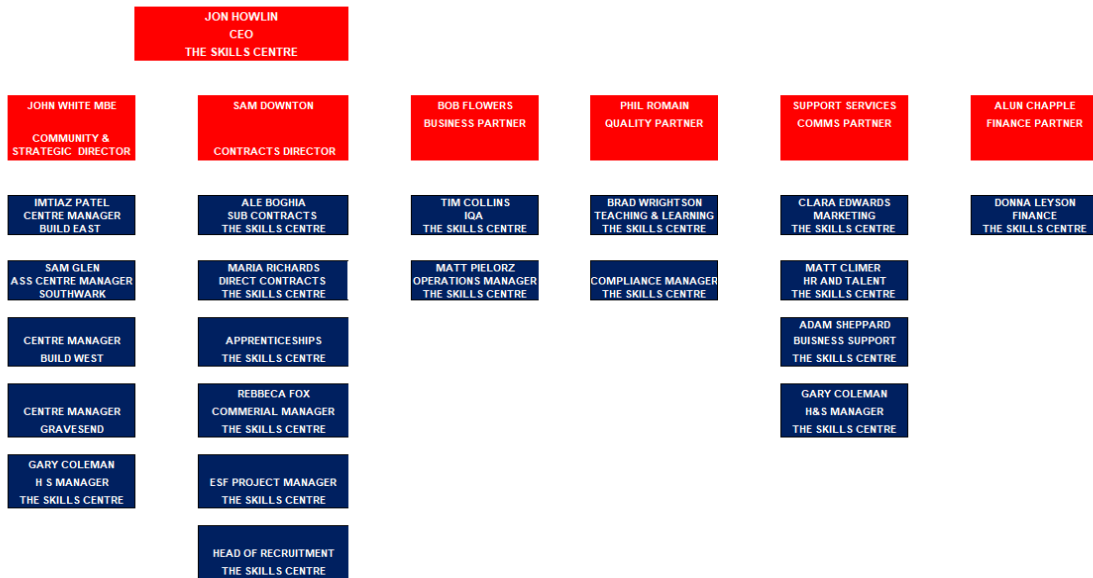 JON HOWLIN
CEO
THE SKILLS CENTRE
JOHN WHITE MBE
COMMUNITY &
STRATEGIC DIRECTOR
SAM DOWNTON
CONTRACTS DIRECTOR
BOB FLOWERS
BUSINESS PARTNER
PHIL ROMAIN
QUALITY PARTNER
SUPPORT SERVICES
COMMS PARTNER
ALUN CHAPPLE
FINANCE PARTNER
IMTIAZ PATEL
CENTRE MANAGER
BUILD EAST
ALE BOGHIA
SUB CONTRACTS
THE SKILLS CENTRE
TIM COLLINS
IQA
THE SKILLS CENTRE
BRAD WRIGHTSON
TEACHING & LEARNING
THE SKILLS CENTRE
CLARA EDWARDS
MARKETING
THE SKILLS CENTRE
DONNA LEYSON
FINANCE
THE SKILLS CENTRE
SAM GLEN
ASS CENTRE MANAGER
SOUTHWARK
MARIA RICHARDS
DIRECT CONTRACTS
THE SKILLS CENTRE
MATT PIELORZ
OPERATIONS MANAGER
THE SKILLS CENTRE
COMPLIANCE MANAGER
THE SKILLS CENTRE
MATT CLIMER
HR AND TALENT
THE SKILLS CENTRE
CENTRE MANAGER
BUILD WEST
APPRENTICESHIPS
THE SKILLS CENTRE
ADAM SHEPPARD
BUISNESS SUPPORT
THE SKILLS CENTRE
CENTRE MANAGER
GRAVESEND
REBBECA FOX
COMMERIAL MANAGER
THE SKILLS CENTRE
GARY COLEMAN
H&S MANAGER
THE SKILLS CENTRE
GARY COLEMAN
H S MANAGER
THE SKILLS CENTRE
ESF PROJECT MANAGER
THE SKILLS CENTRE
HEAD OF RECRUITMENT
THE SKILLS CENTRE